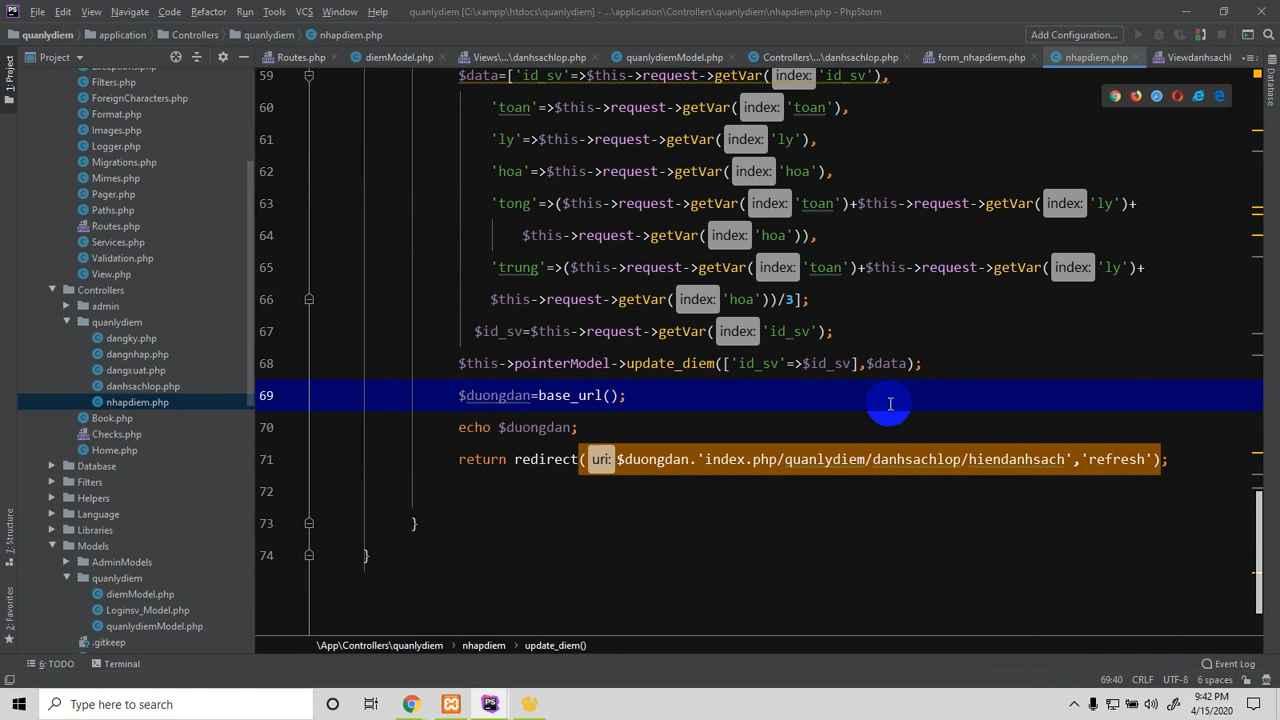 File Edit View Navigate Code Refactor Run Tools VCS Window Help quanlydiem [C:\xampp\htdocs\quanlydiem] - ...\application\Controllers\quanlydiem\nhapdiem.php - PhpStorm
quanlydiem application Controllers quanlydiem nhapdiem.php Add Configuration...
Project Routes.php diemModel.php Views\...\danhsachlop.php quanlydiemModel.php Controllers\...\danhsachlop.php form_nhapdiem.php nhapdiem.php Viewdanhsachl
1: Project
7: Structure
2: Favorites
Database
Exceptions.php
Filters.php
ForeignCharacters.php
Format.php
Images.php
Logger.php
Migrations.php
Mimes.php
Pager.php
Paths.php
Routes.php
Services.php
Validation.php
View.php
Controllers
admin
quanlydiem
dangky.php
dangnhap.php
dangxuat.php
danhsachlop.php
nhapdiem.php
Book.php
Checks.php
Home.php
Database
Filters
Helpers
Language
Libraries
Models
AdminModels
quanlydiem
diemModel.php
Loginsv_Model.php
quanlydiemModel.php
.gitkeep
59 $data=['id_sv'=>$this->request->getVar( index: 'id_sv'),
60 'toan'=>$this->request->getVar( index: 'toan'),
61 'ly'=>$this->request->getVar( index: 'ly'),
62 'hoa'=>$this->request->getVar( index: 'hoa'),
63 'tong'=>($this->request->getVar( index: 'toan')+$this->request->getVar( index: 'ly')+
64 $this->request->getVar( index: 'hoa')),
65 'trung'=>($this->request->getVar( index: 'toan')+$this->request->getVar( index: 'ly')+
66 $this->request->getVar( index: 'hoa'))/3];
67 $id_sv=$this->request->getVar( index: 'id_sv');
68 $this->pointerModel->update_diem(['id_sv'=>$id_sv],$data);
69 $duongdan=base_url();
70 echo $duongdan;
71 return redirect( uri: $duongdan.'index.php/quanlydiem/danhsachlop/hiendanhsach','refresh');
72
73 }
74 }
\App\Controllers\quanlydiem nhapdiem update_diem()
6: TODO Terminal Event Log
69:40 CRLF UTF-8 6 spaces
Type here to search
9:42 PM
4/15/2020